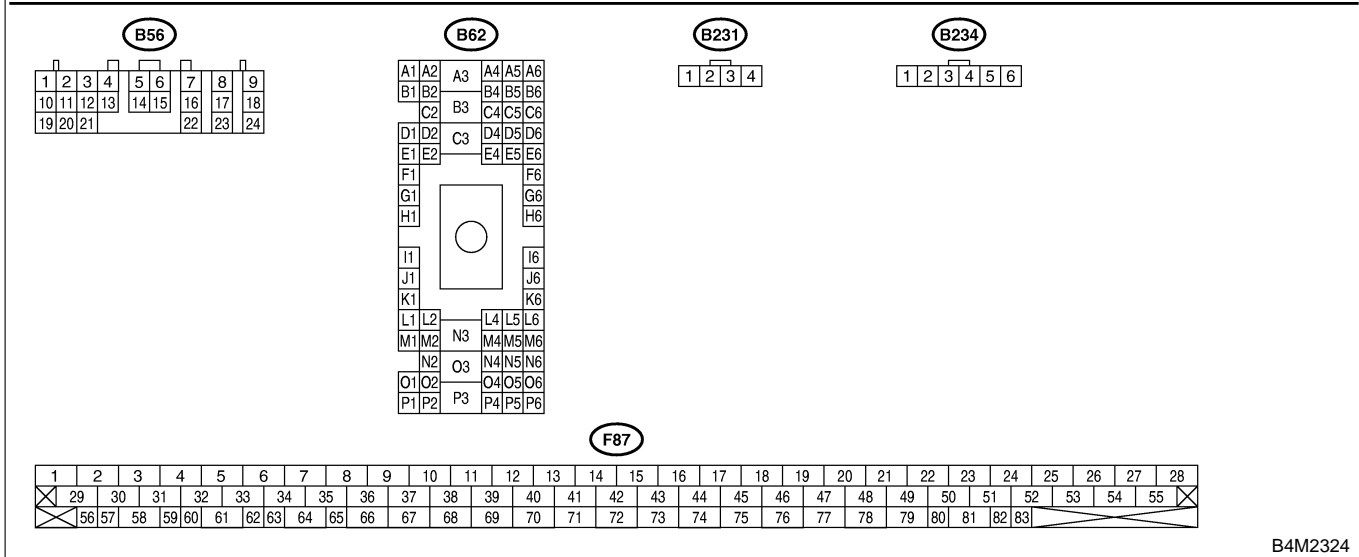 B56
B62
B231
B234
1 2 3 4 5 6 7 8 9
10 11 12 13 14 15 16 17 18
19 20 21 22 23 24
A1 A2 A3 A4 A5 A6
B1 B2 B3 B4 B5 B6
C2 C3 C4 C5 C6
D1 D2 D4 D5 D6
E1 E2 E4 E5 E6
F1 F6
G1 G6
H1 H6
I1 I6
J1 J6
K1 K6
L1 L2 L4 L5 L6
M1 M2 N3 M4 M5 M6
N2 O3 N4 N5 N6
O1 O2 O4 O5 O6
P1 P2 P3 P4 P5 P6
1 2 3 4
1 2 3 4 5 6
F87
1 2 3 4 5 6 7 8 9 10 11 12 13 14 15 16 17 18 19 20 21 22 23 24 25 26 27 28
29 30 31 32 33 34 35 36 37 38 39 40 41 42 43 44 45 46 47 48 49 50 51 52 53 54 55
56 57 58 59 60 61 62 63 64 65 66 67 68 69 70 71 72 73 74 75 76 77 78 79 80 81 82 83
B4M2324